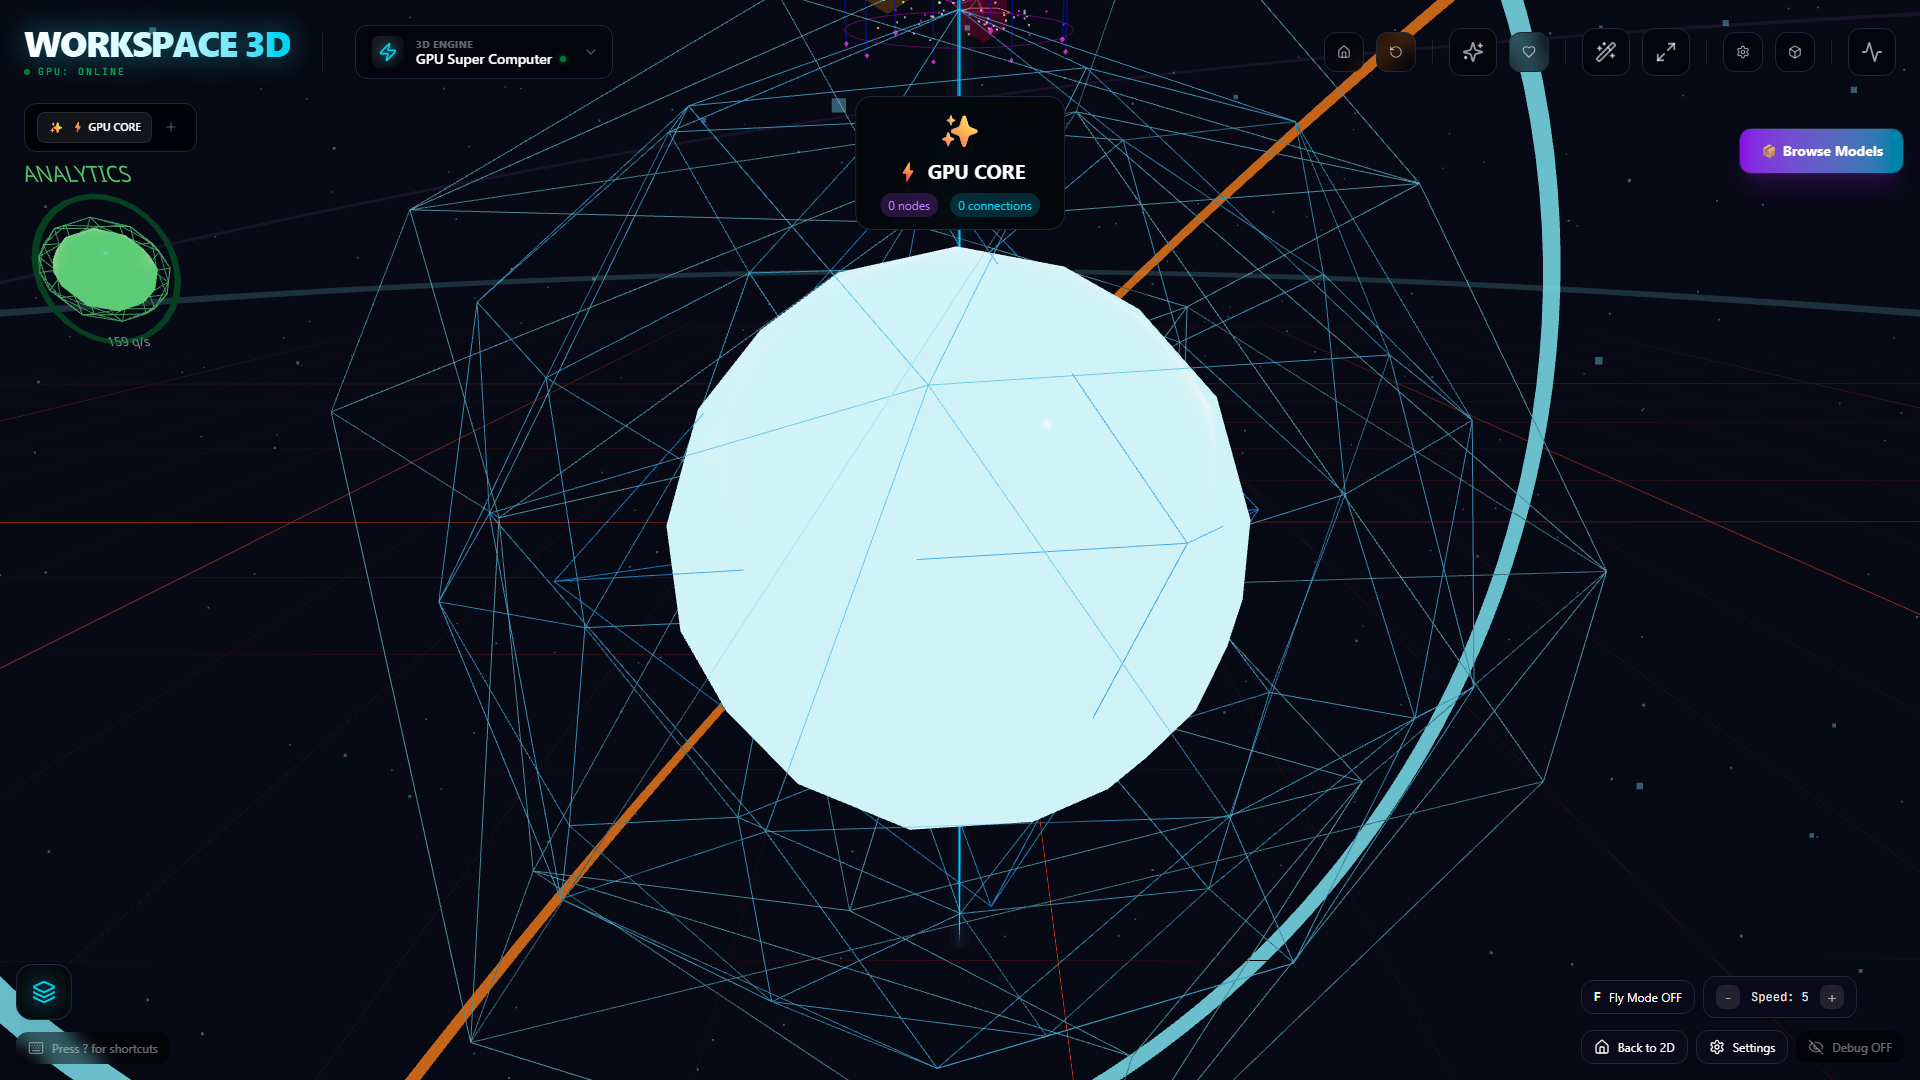 WORKSPACE 3D
GPU: ONLINE
3D ENGINE
GPU Super Computer
GPU CORE
+
ANALYTICS
159 q/s
GPU CORE
0 nodes
0 connections
Browse Models
F Fly Mode OFF
- Speed: 5 +
Press ? for shortcuts
Back to 2D
Settings
Debug OFF